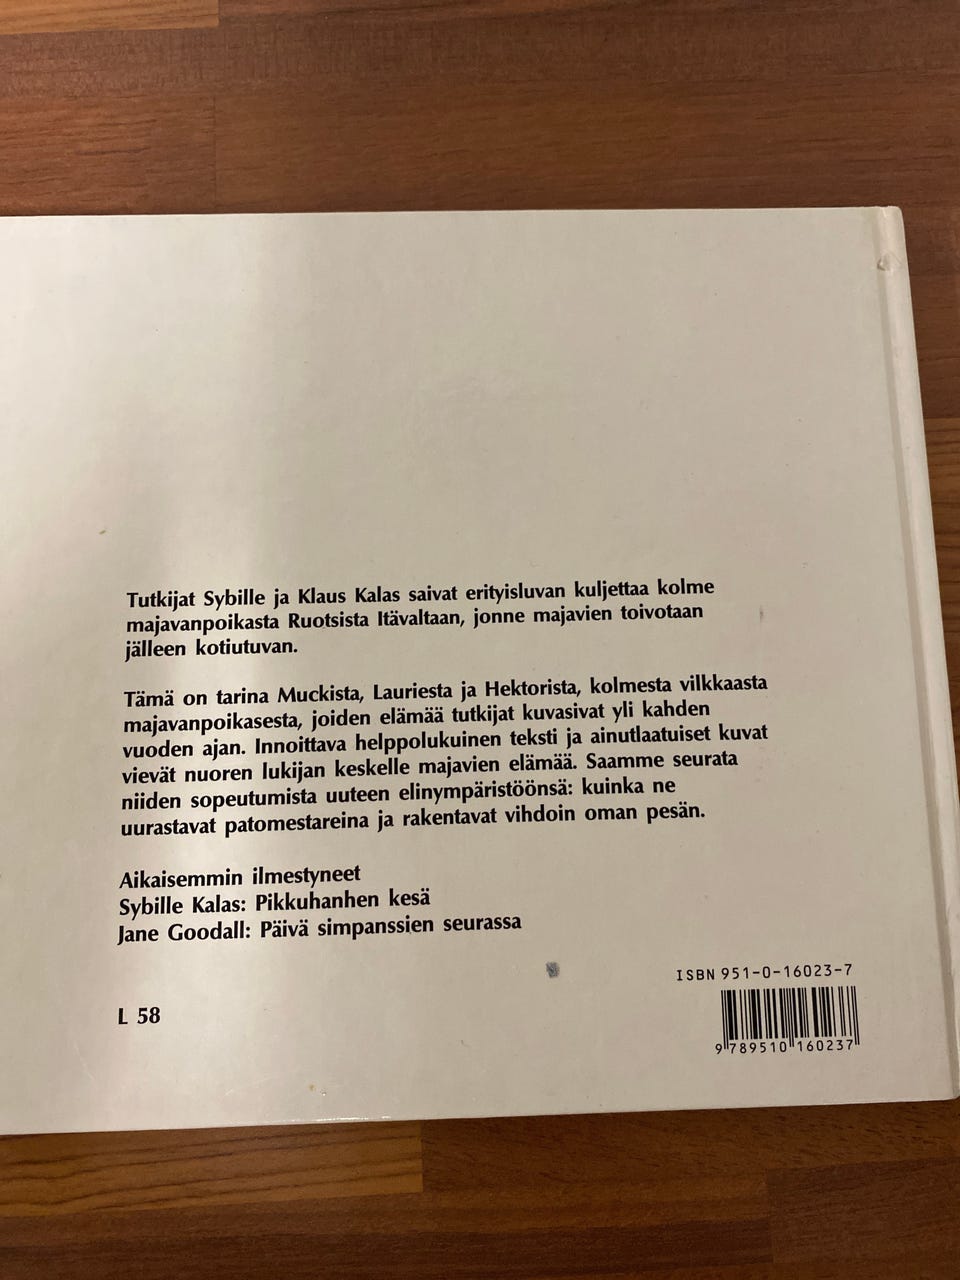 Tutkijat Sybille ja Klaus Kalas saivat erityisluvan kuljettaa kolme
majavanpoikasta Ruotsista Itävaltaan, jonne majavien toivotaan
jälleen kotiutuvan.
Tämä on tarina Muckista, Lauriesta ja Hektorista, kolmesta vilkkaasta
majavanpoikasesta, joiden elämää tutkijat kuvasivat yli kahden
vuoden ajan. Innoittava helppolukuinen teksti ja ainutlaatuiset kuvat
vievät nuoren lukijan keskelle majavien elämää. Saamme seurata
niiden sopeutumista uuteen elinympäristöönsä: kuinka ne
uurastavat patomestareina ja rakentavat vihdoin oman pesän.
Aikaisemmin ilmestyneet
Sybille Kalas: Pikkuhanhen kesä
Jane Goodall: Päivä simpanssien seurassa
ISBN 951-0-16023-7
L 58
9 789510 160237